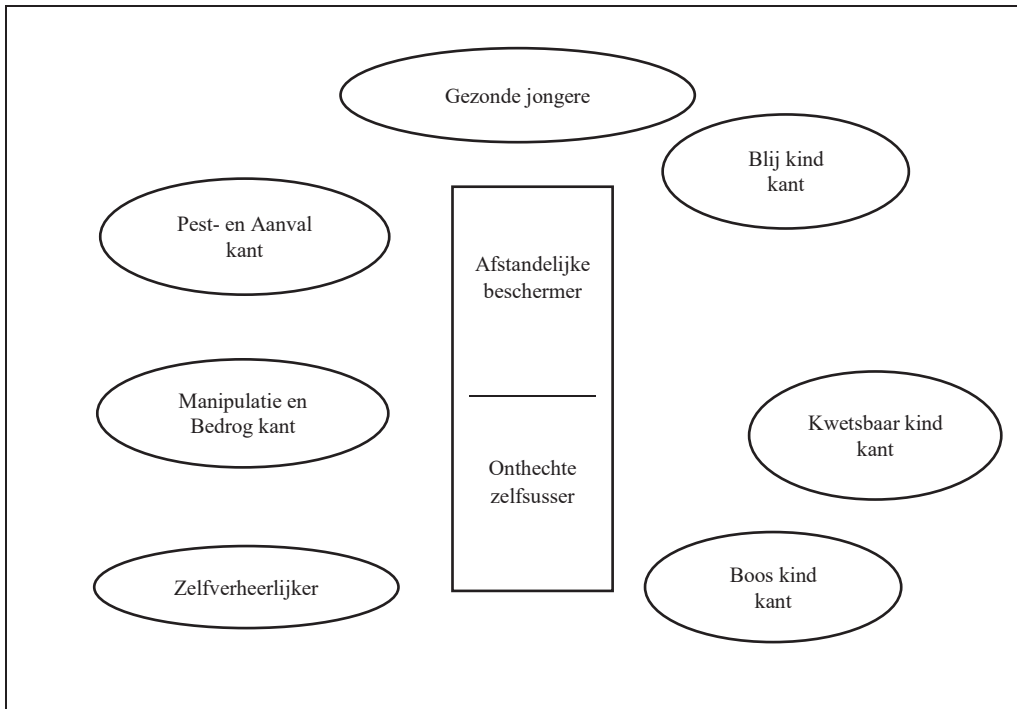 Gezonde jongere
Blij kind
kant
Pest- en Aanval
kant
Afstandelijke
beschermer
Manipulatie en
Bedrog kant
Kwetsbaar kind
kant
Onthechte
zelfsusser
Zelfverheerlijker
Boos kind
kant